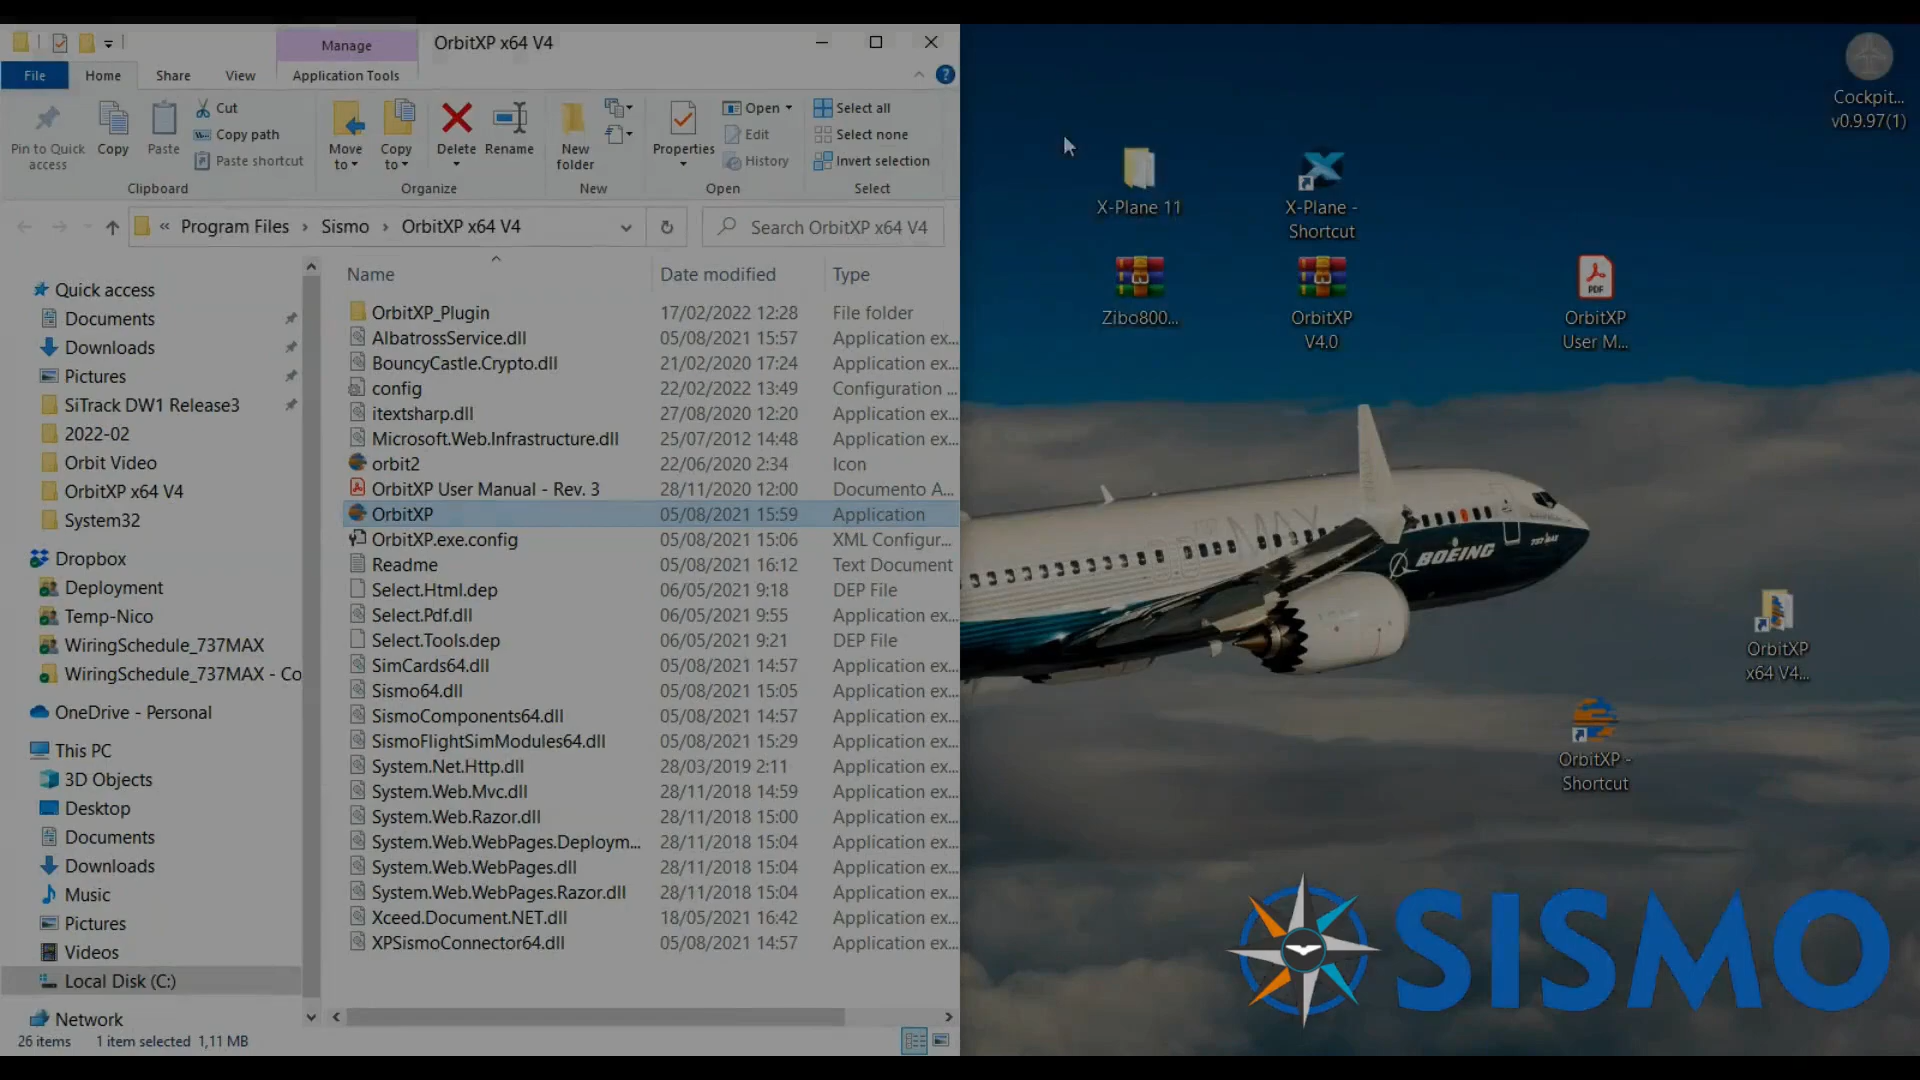 Manage
OrbitXP x64 V4
File
Home
Share
View
Application Tools
Pin to Quick access
Copy
Paste
Cut
Copy path
Paste shortcut
Clipboard
Move to
Copy to
Delete
Rename
Organize
New folder
New
Properties
Open
Edit
History
Open
Select all
Select none
Invert selection
Select
« Program Files › Sismo › OrbitXP x64 V4
Search OrbitXP x64 V4
Quick access
Documents
Downloads
Pictures
SiTrack DW1 Release3
2022-02
Orbit Video
OrbitXP x64 V4
System32
Dropbox
Deployment
Temp-Nico
WiringSchedule_737MAX
WiringSchedule_737MAX - Co
OneDrive - Personal
This PC
3D Objects
Desktop
Documents
Downloads
Music
Pictures
Videos
Local Disk (C:)
Network
Name Date modified Type
OrbitXP_Plugin 17/02/2022 12:28 File folder
AlbatrossService.dll 05/08/2021 15:57 Application ex...
BouncyCastle.Crypto.dll 21/02/2020 17:24 Application ex...
config 22/02/2022 13:49 Configuration ...
itextsharp.dll 27/08/2020 12:20 Application ex...
Microsoft.Web.Infrastructure.dll 25/07/2012 14:48 Application ex...
orbit2 22/06/2020 2:34 Icon
OrbitXP User Manual - Rev. 3 28/11/2020 12:00 Documento A...
OrbitXP 05/08/2021 15:59 Application
OrbitXP.exe.config 05/08/2021 15:06 XML Configur...
Readme 05/08/2021 16:12 Text Document
Select.Html.dep 06/05/2021 9:18 DEP File
Select.Pdf.dll 06/05/2021 9:55 Application ex...
Select.Tools.dep 06/05/2021 9:21 DEP File
SimCards64.dll 05/08/2021 14:57 Application ex...
Sismo64.dll 05/08/2021 15:05 Application ex...
SismoComponents64.dll 05/08/2021 14:57 Application ex...
SismoFlightSimModules64.dll 05/08/2021 15:29 Application ex...
System.Net.Http.dll 28/03/2019 2:11 Application ex...
System.Web.Mvc.dll 28/11/2018 14:59 Application ex...
System.Web.Razor.dll 28/11/2018 15:00 Application ex...
System.Web.WebPages.Deploym... 28/11/2018 15:04 Application ex...
System.Web.WebPages.dll 28/11/2018 15:04 Application ex...
System.Web.WebPages.Razor.dll 28/11/2018 15:04 Application ex...
Xceed.Document.NET.dll 18/05/2021 16:42 Application ex...
XPSismoConnector64.dll 05/08/2021 14:57 Application ex...
26 items 1 item selected 1,11 MB
Cockpit...
v0.9.97(1)
X-Plane 11
X-Plane -
Shortcut
Zibo800...
OrbitXP
V4.0
PDF
OrbitXP
User M...
BOEING
737 MAX
OrbitXP
x64 V4...
OrbitXP -
Shortcut
SISMO